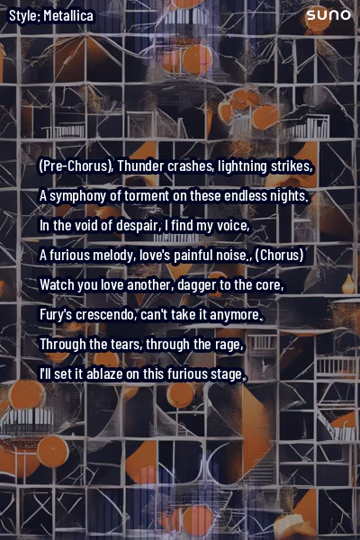 Style: Metallica
suno
(Pre-Chorus), Thunder crashes, lightning strikes,
A symphony of torment on these endless nights.
In the void of despair, I find my voice,
A furious melody, love's painful noise., (Chorus)
Watch you love another, dagger to the core,
Fury's crescendo, can't take it anymore.
Through the tears, through the rage,
I'll set it ablaze on this furious stage.